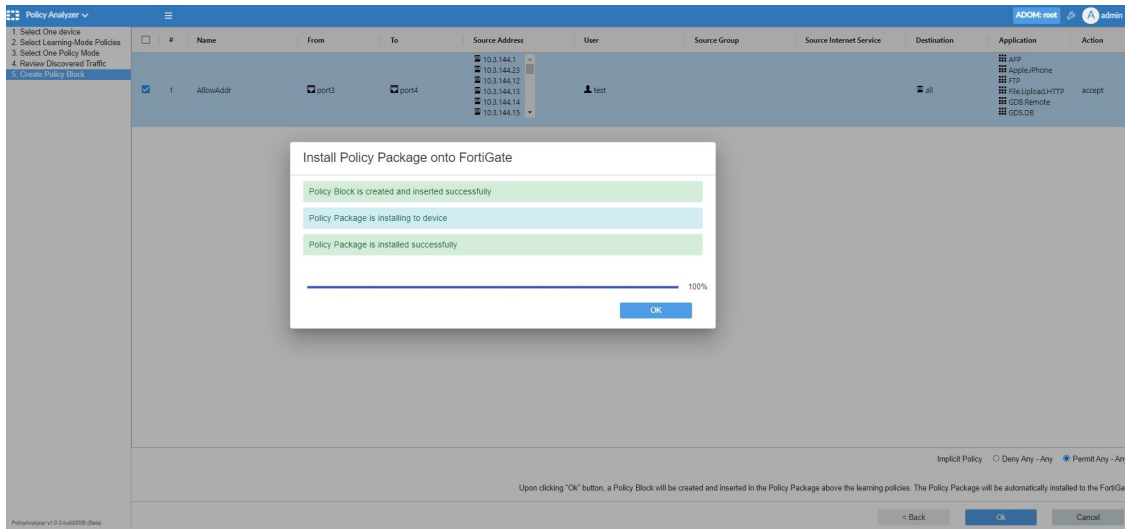 Policy Analyzer
ADOM: root
A admin
1. Select One device
2. Select Learning-Mode Policies
3. Select One Policy Mode
4. Review Discovered Traffic
5. Create Policy Block
# Name From To Source Address User Source Group Source Internet Service Destination Application Action
1 AllowAddr port3 port4 test all accept
10.3.144.1
10.3.144.23
10.3.144.12
10.3.144.13
10.3.144.14
10.3.144.15
AFP
Apple.iPhone
FTP
File.Upload.HTTP
GDB.Remote
GDS.DB
Install Policy Package onto FortiGate
Policy Block is created and inserted successfully
Policy Package is installing to device
Policy Package is installed successfully
100%
OK
Implicit Policy Deny Any - Any Permit Any - An
Upon clicking "Ok" button, a Policy Block will be created and inserted in the Policy Package above the learning policies. The Policy Package will be automatically installed to the FortiGa
< Back Ok Cancel
PolicyAnalyzer v1.0.0-build0008 (Beta)